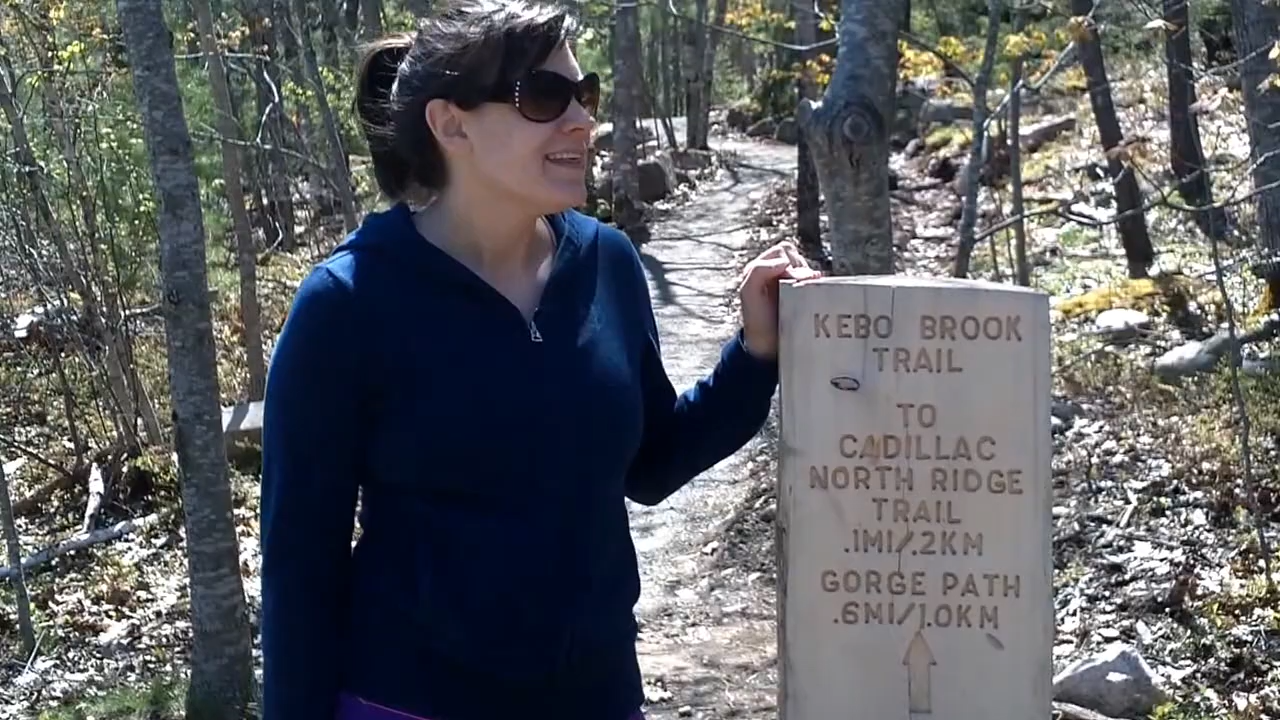 KEBO BROOK
TRAIL
TO
CADILLAC
NORTH RIDGE
TRAIL
.1MI/.2KM
GORGE PATH
.6MI/1.0KM